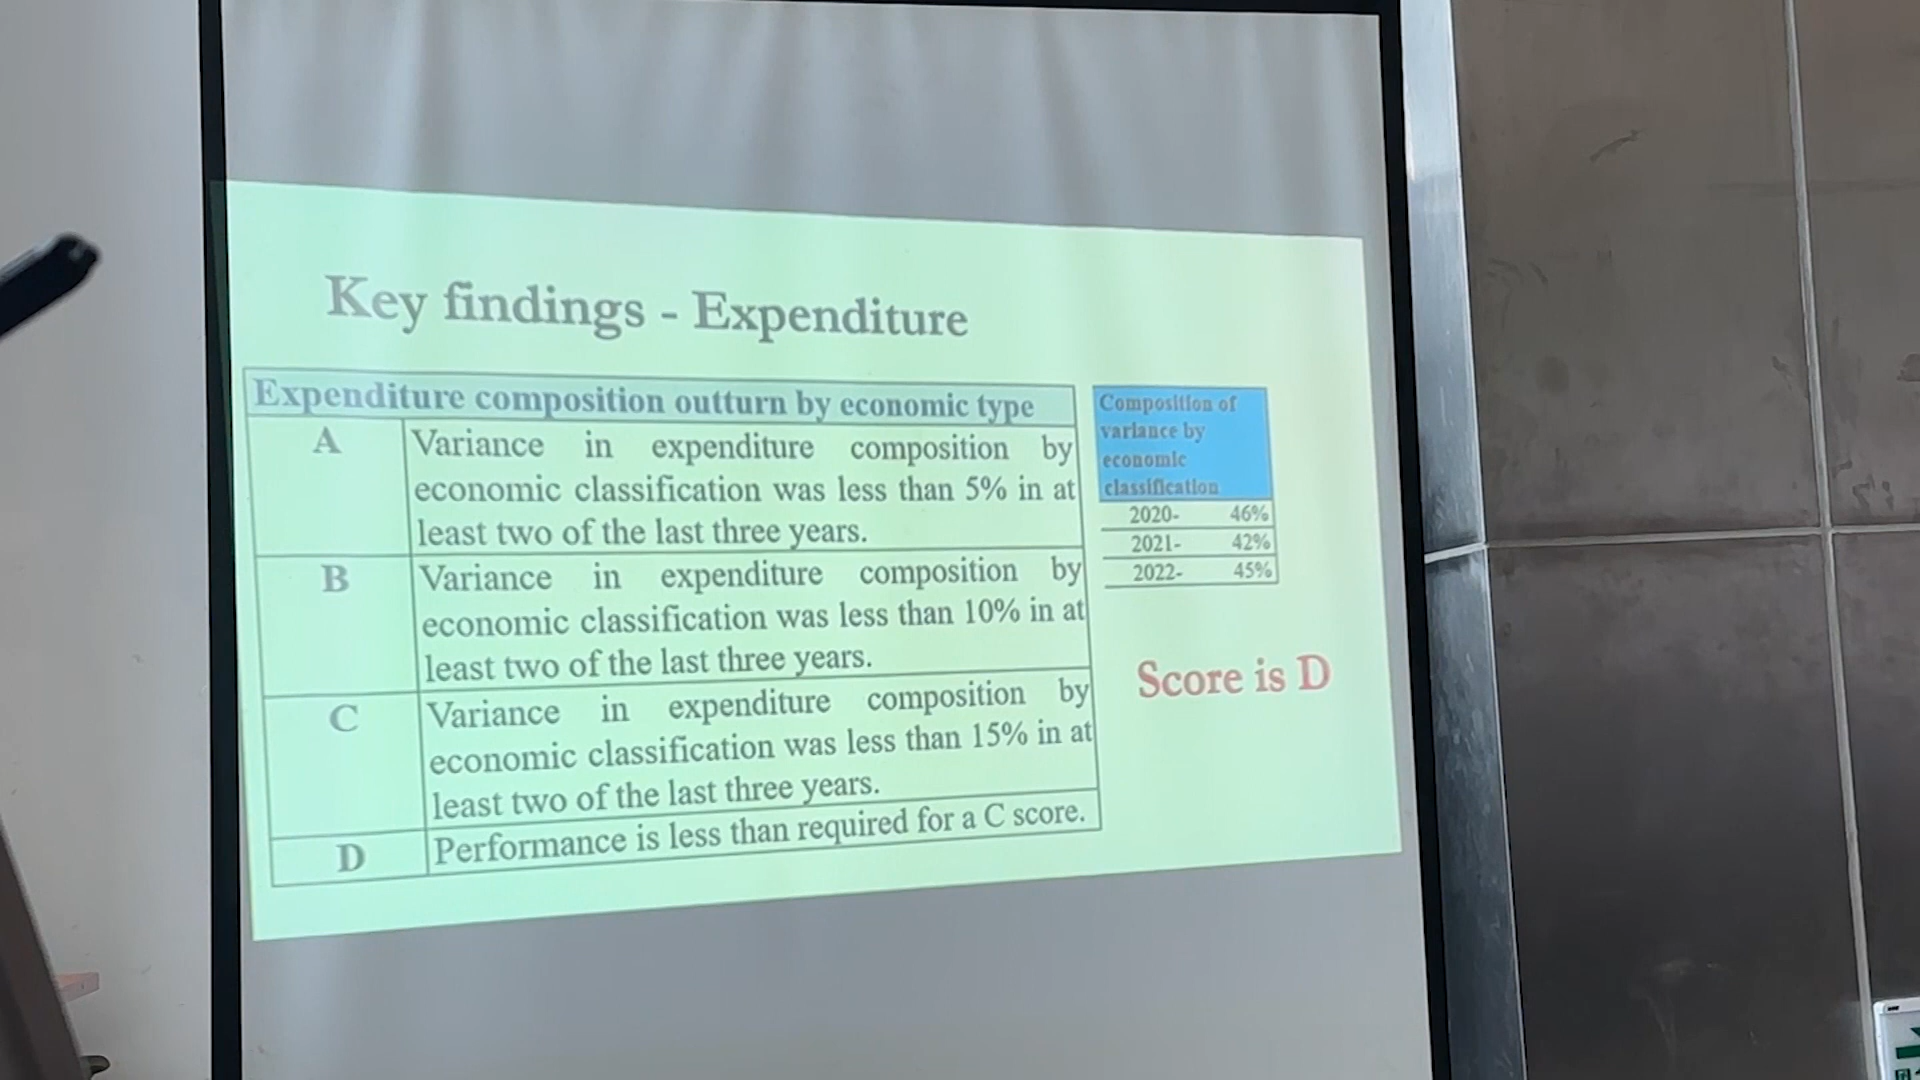 Key findings - Expenditure
Expenditure composition outturn by economic type
A
Variance in expenditure composition by
economic classification was less than 5% in at
least two of the last three years.
B
Variance in expenditure composition by
economic classification was less than 10% in at
least two of the last three years.
C
Variance in expenditure composition by
economic classification was less than 15% in at
least two of the last three years.
D
Performance is less than required for a C score.
Composition of
variance by
economic
classification
2020- 46%
2021- 42%
2022- 45%
Score is D